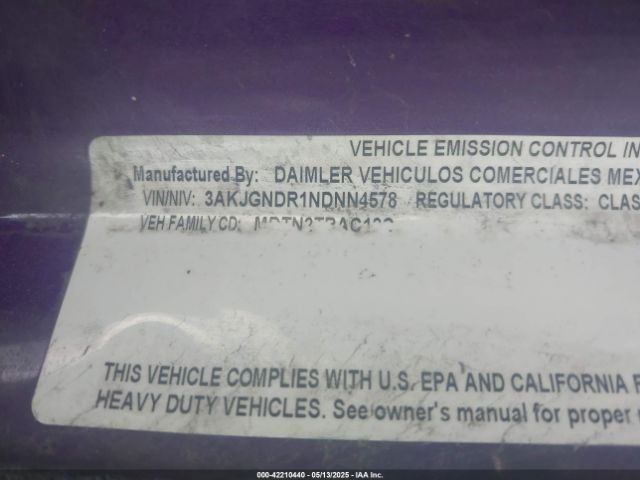 VEHICLE EMISSION CONTROL IN
Manufactured By: DAIMLER VEHICULOS COMERCIALES MEX
VIN/NIV: 3AKJGNDR1NDNN4578 REGULATORY CLASS: CLAS
VEH FAMILY CD:
THIS VEHICLE COMPLIES WITH U.S. EPA AND CALIFORNIA
HEAVY DUTY VEHICLES. See owner's manual for proper
000-42210440 - 05/13/2025 - IAA Inc.